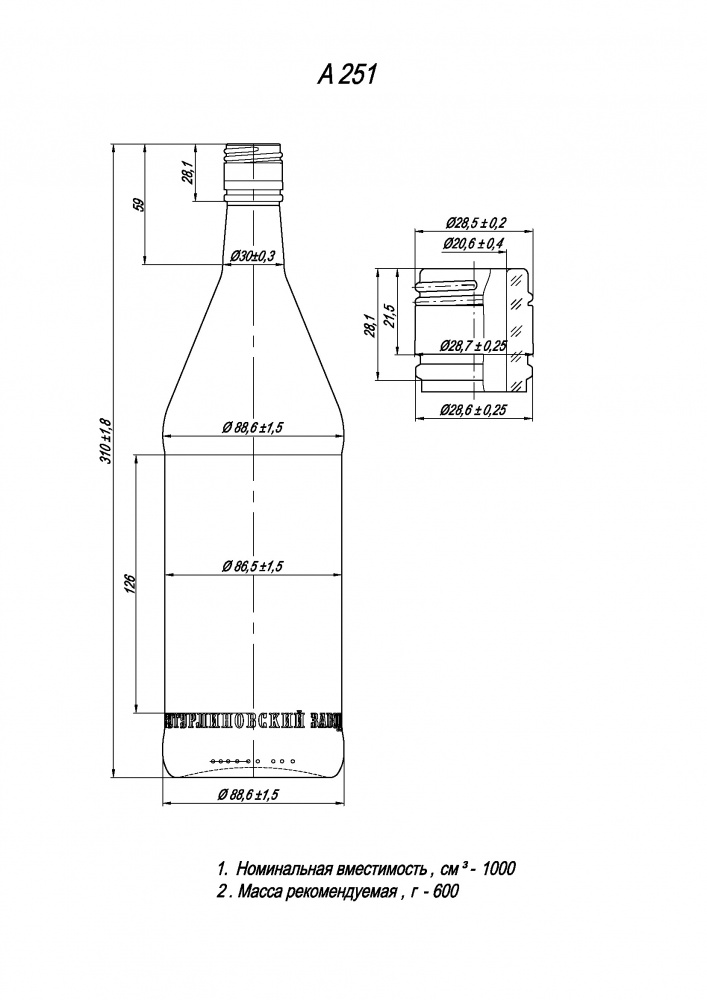 А 251
28,1
59
Ø30±0,3
310±1,8
Ø 88,6±1,5
126
Ø 86,5±1,5
ТУРЛИНОВСКИЙ ЗАВ
Ø 88,6±1,5
Ø28,5±0,2
Ø20,6±0,4
28,1
21,5
Ø28,7±0,25
Ø28,6±0,25
1. Номинальная вместимость, см³ - 1000
2. Масса рекомендуемая, г - 600